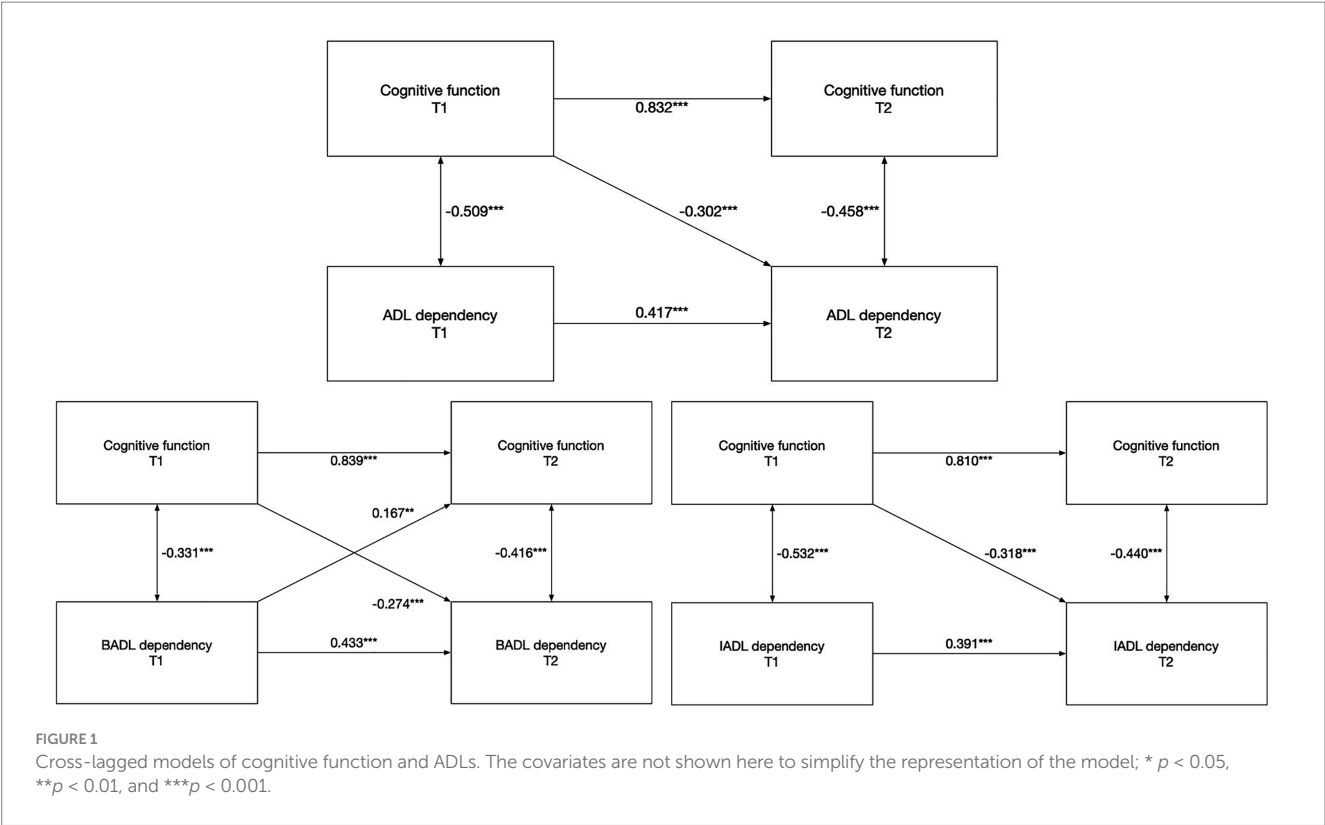 Cognitive function
T1
Cognitive function
T2
0.832***
-0.509***
-0.302***
-0.458***
ADL dependency
T1
0.417***
ADL dependency
T2
Cognitive function
T1
0.839***
Cognitive function
T2
0.167**
-0.331***
-0.416***
-0.274***
BADL dependency
T1
0.433***
BADL dependency
T2
Cognitive function
T1
0.810***
Cognitive function
T2
-0.532***
-0.318***
-0.440***
IADL dependency
T1
0.391***
IADL dependency
T2
FIGURE 1
Cross-lagged models of cognitive function and ADLs. The covariates are not shown here to simplify the representation of the model; * p < 0.05,
**p < 0.01, and ***p < 0.001.